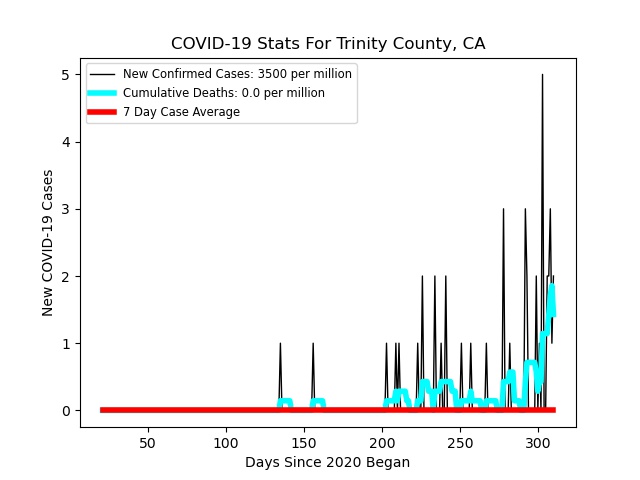 COVID-19 Stats For Trinity County, CA
New Confirmed Cases: 3500 per million
Cumulative Deaths: 0.0 per million
7 Day Case Average
New COVID-19 Cases
5
4
3
2
1
0
50 100 150 200 250 300
Days Since 2020 Began